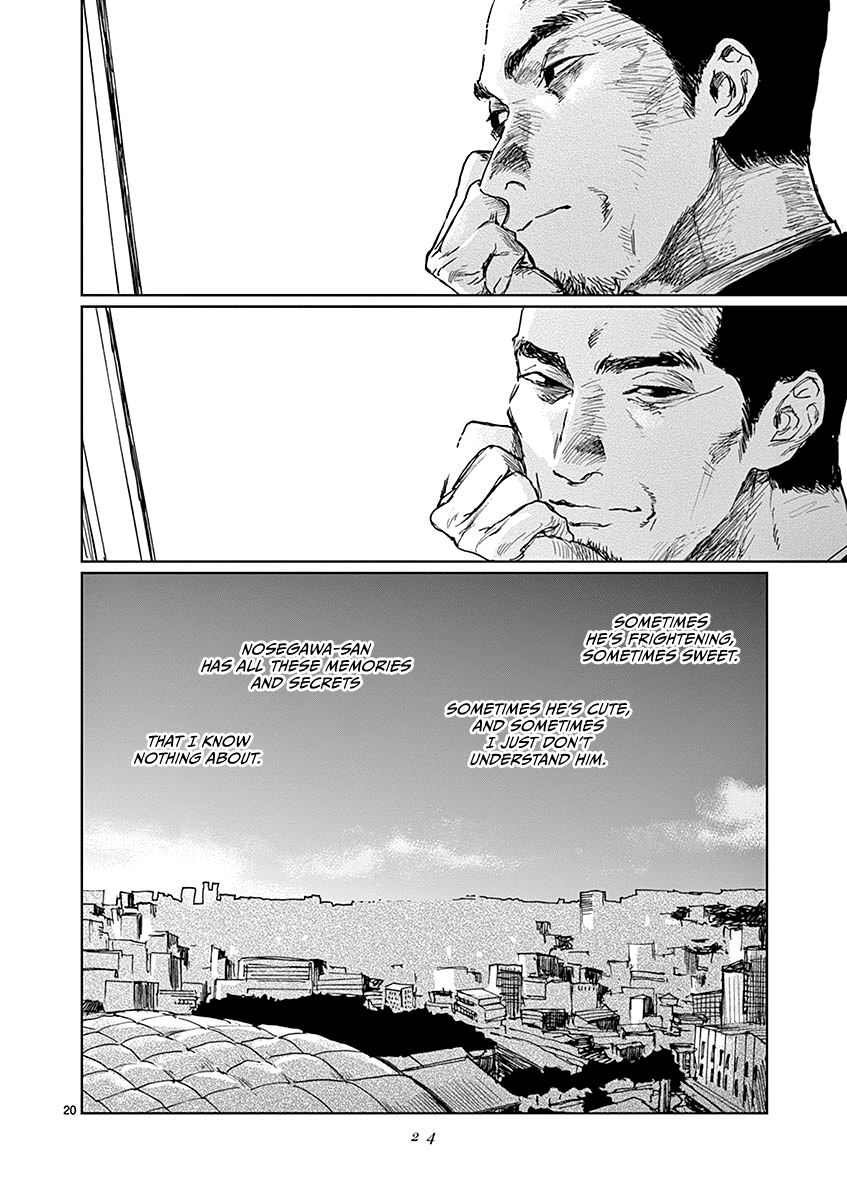 SOMETIMES
HE'S FRIGHTENING,
SOMETIMES SWEET.
SOMETIMES HE'S CUTE,
AND SOMETIMES
I JUST DON'T
UNDERSTAND HIM.
NOSEGAWA-SAN
HAS ALL THESE MEMORIES
AND SECRETS
THAT I KNOW
NOTHING ABOUT.
20
24